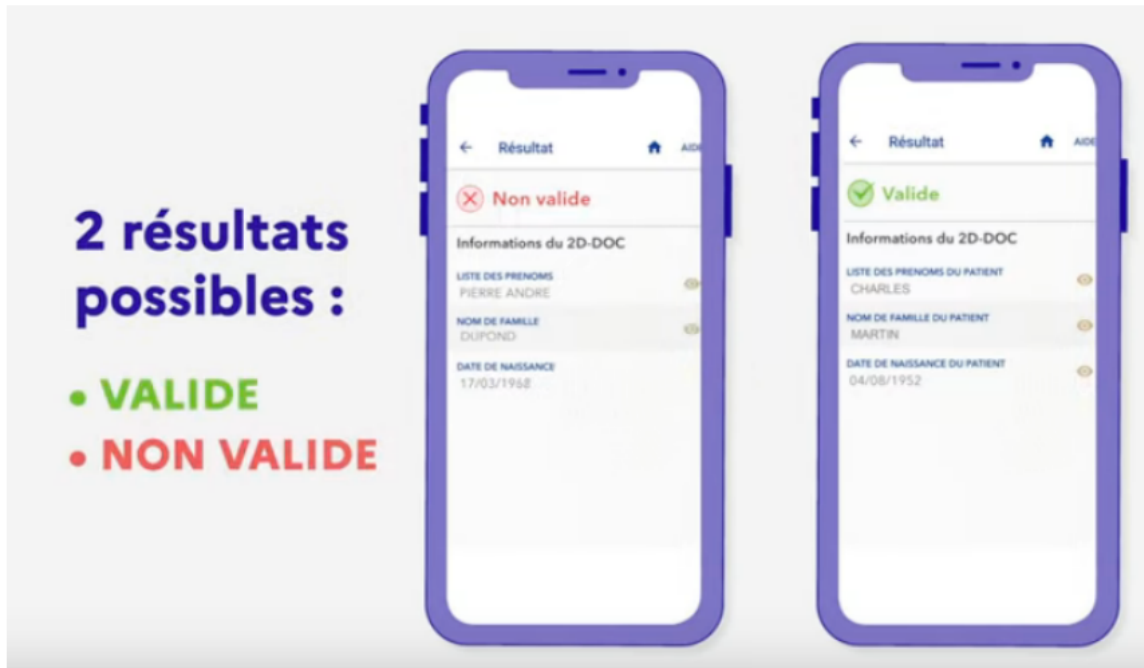 2 résultats
possibles :
• VALIDE
• NON VALIDE
Résultat
AIDE
Non valide
Informations du 2D-DOC
LISTE DES PRENOMS
PIERRE ANDRE
NOM DE FAMILLE
DUPOND
DATE DE NAISSANCE
17/03/1968
Résultat
AIDE
Valide
Informations du 2D-DOC
LISTE DES PRENOMS DU PATIENT
CHARLES
NOM DE FAMILLE DU PATIENT
MARTIN
DATE DE NAISSANCE DU PATIENT
04/08/1952